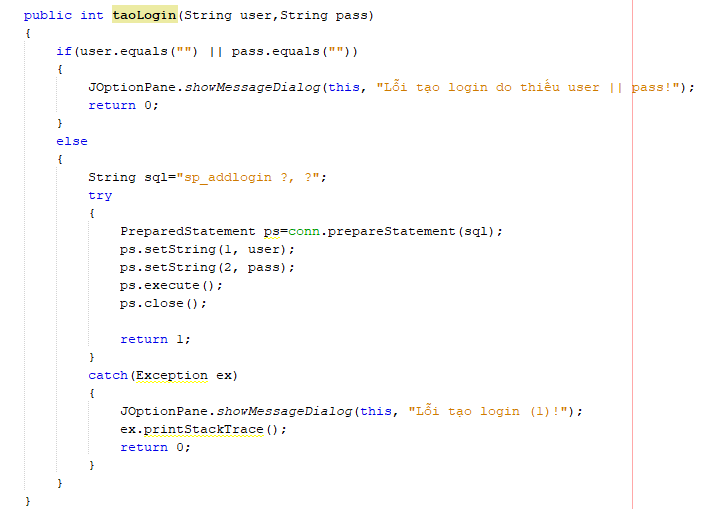 public int taoLogin(String user,String pass)
{
if(user.equals("") || pass.equals(""))
{
JOptionPane.showMessageDialog(this, "Lỗi tạo login do thiếu user || pass!");
return 0;
}
else
{
String sql="sp_addlogin ?, ?";
try
{
PreparedStatement ps=conn.prepareStatement(sql);
ps.setString(1, user);
ps.setString(2, pass);
ps.execute();
ps.close();
return 1;
}
catch(Exception ex)
{
JOptionPane.showMessageDialog(this, "Lỗi tạo login (1)!");
ex.printStackTrace();
return 0;
}
}
}